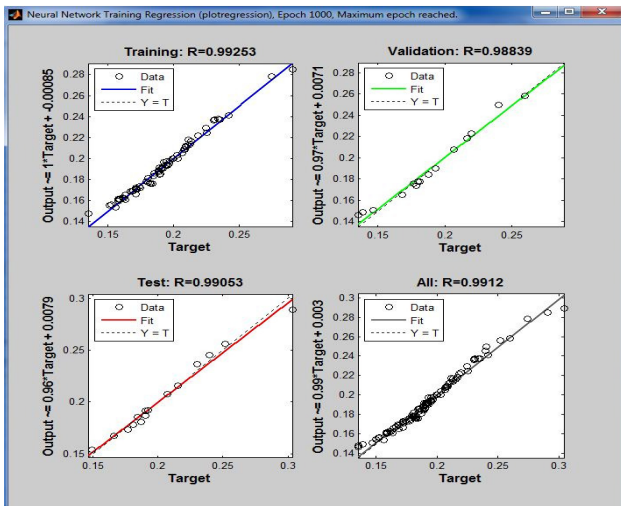 Neural Network Training Regression (plotregression), Epoch 1000, Maximum epoch reached.
Training: R=0.99253
Output ~= 1*Target + -0.00085
0.28
0.26
0.24
0.22
0.2
0.18
0.16
0.14
Data
Fit
Y = T
0.15
0.2
0.25
Target
Validation: R=0.98839
Output ~= 0.97*Target + 0.0071
0.28
0.26
0.24
0.22
0.2
0.18
0.16
0.14
Data
Fit
Y = T
0.15
0.2
0.25
Target
Test: R=0.99053
Output ~= 0.96*Target + 0.0079
0.3
0.25
0.2
0.15
Data
Fit
Y = T
0.15
0.2
0.25
0.3
Target
All: R=0.9912
Output ~= 0.99*Target + 0.003
0.3
0.28
0.26
0.24
0.22
0.2
0.18
0.16
0.14
Data
Fit
Y = T
0.15
0.2
0.25
0.3
Target